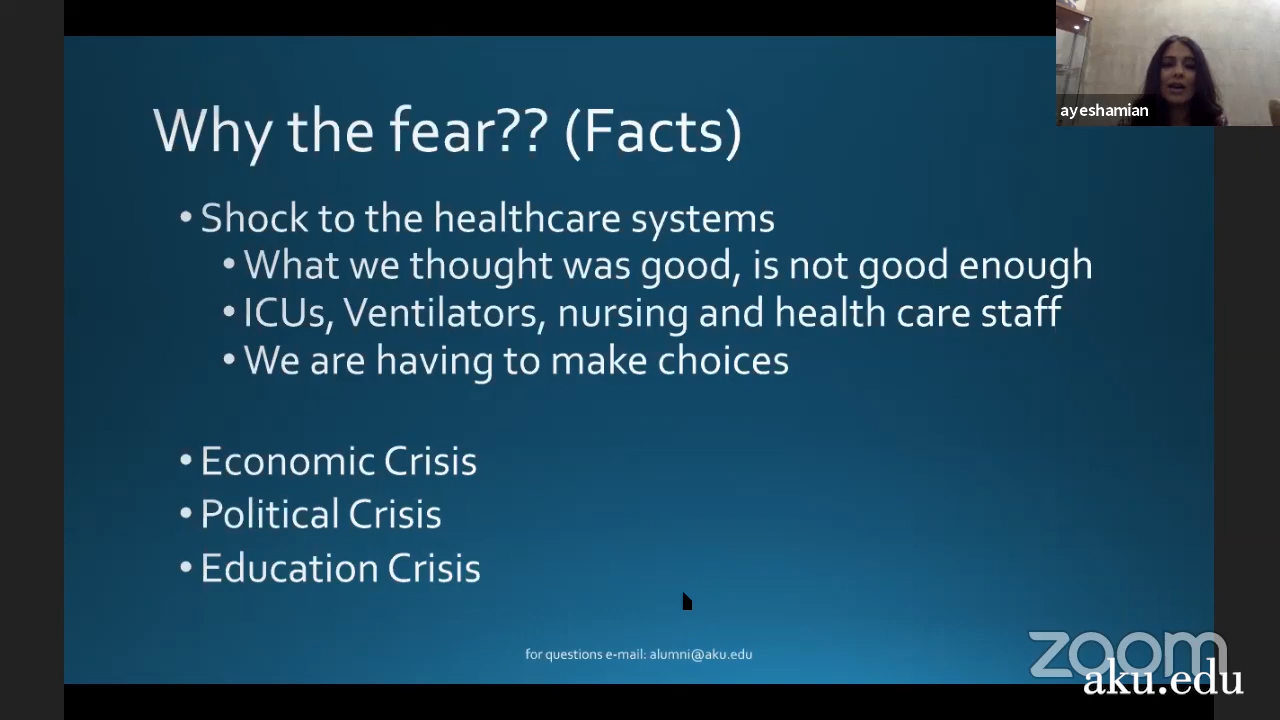 ayeshamian
Why the fear?? (Facts)
• Shock to the healthcare systems
• What we thought was good, is not good enough
• ICUs, Ventilators, nursing and health care staff
• We are having to make choices
• Economic Crisis
• Political Crisis
• Education Crisis
for questions e-mail: alumni@aku.edu
zoom
aku.edu